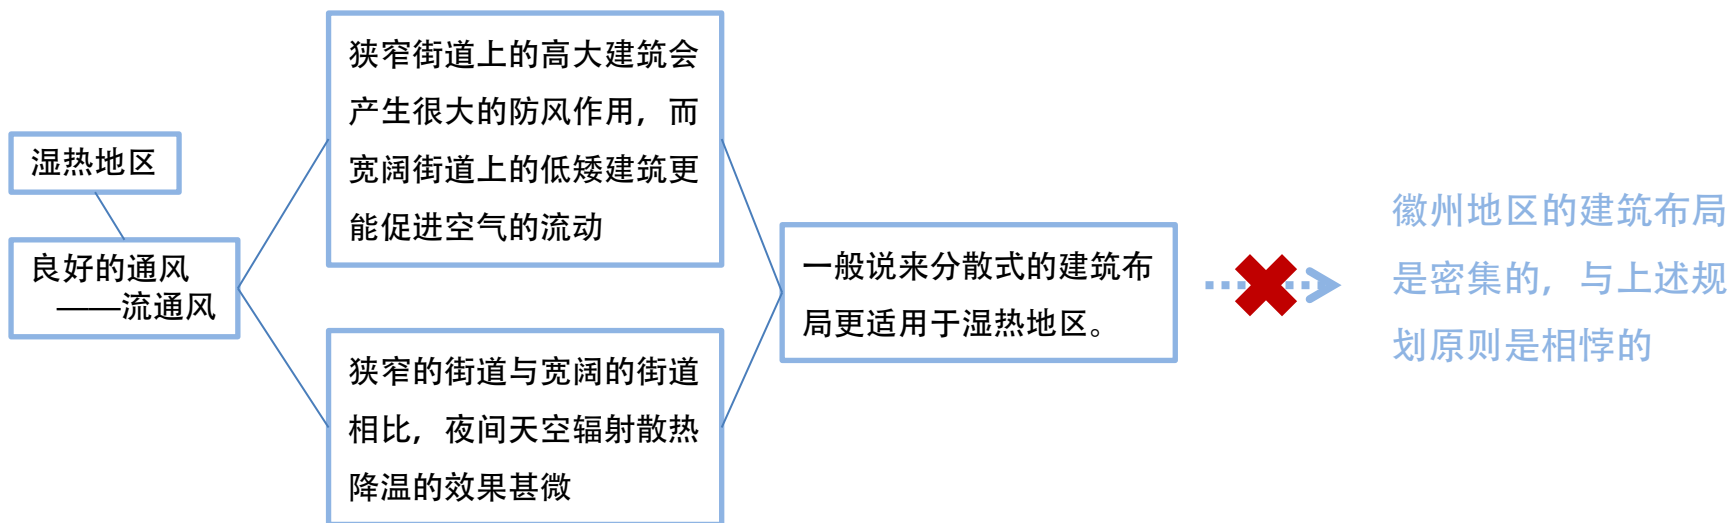 湿热地区
良好的通风
——流通风
狭窄街道上的高大建筑会
产生很大的防风作用，而
宽阔街道上的低矮建筑更
能促进空气的流动
狭窄的街道与宽阔的街道
相比，夜间天空辐射散热
降温的效果甚微
一般说来分散式的建筑布
局更适用于湿热地区。
徽州地区的建筑布局
是密集的，与上述规
划原则是相悖的